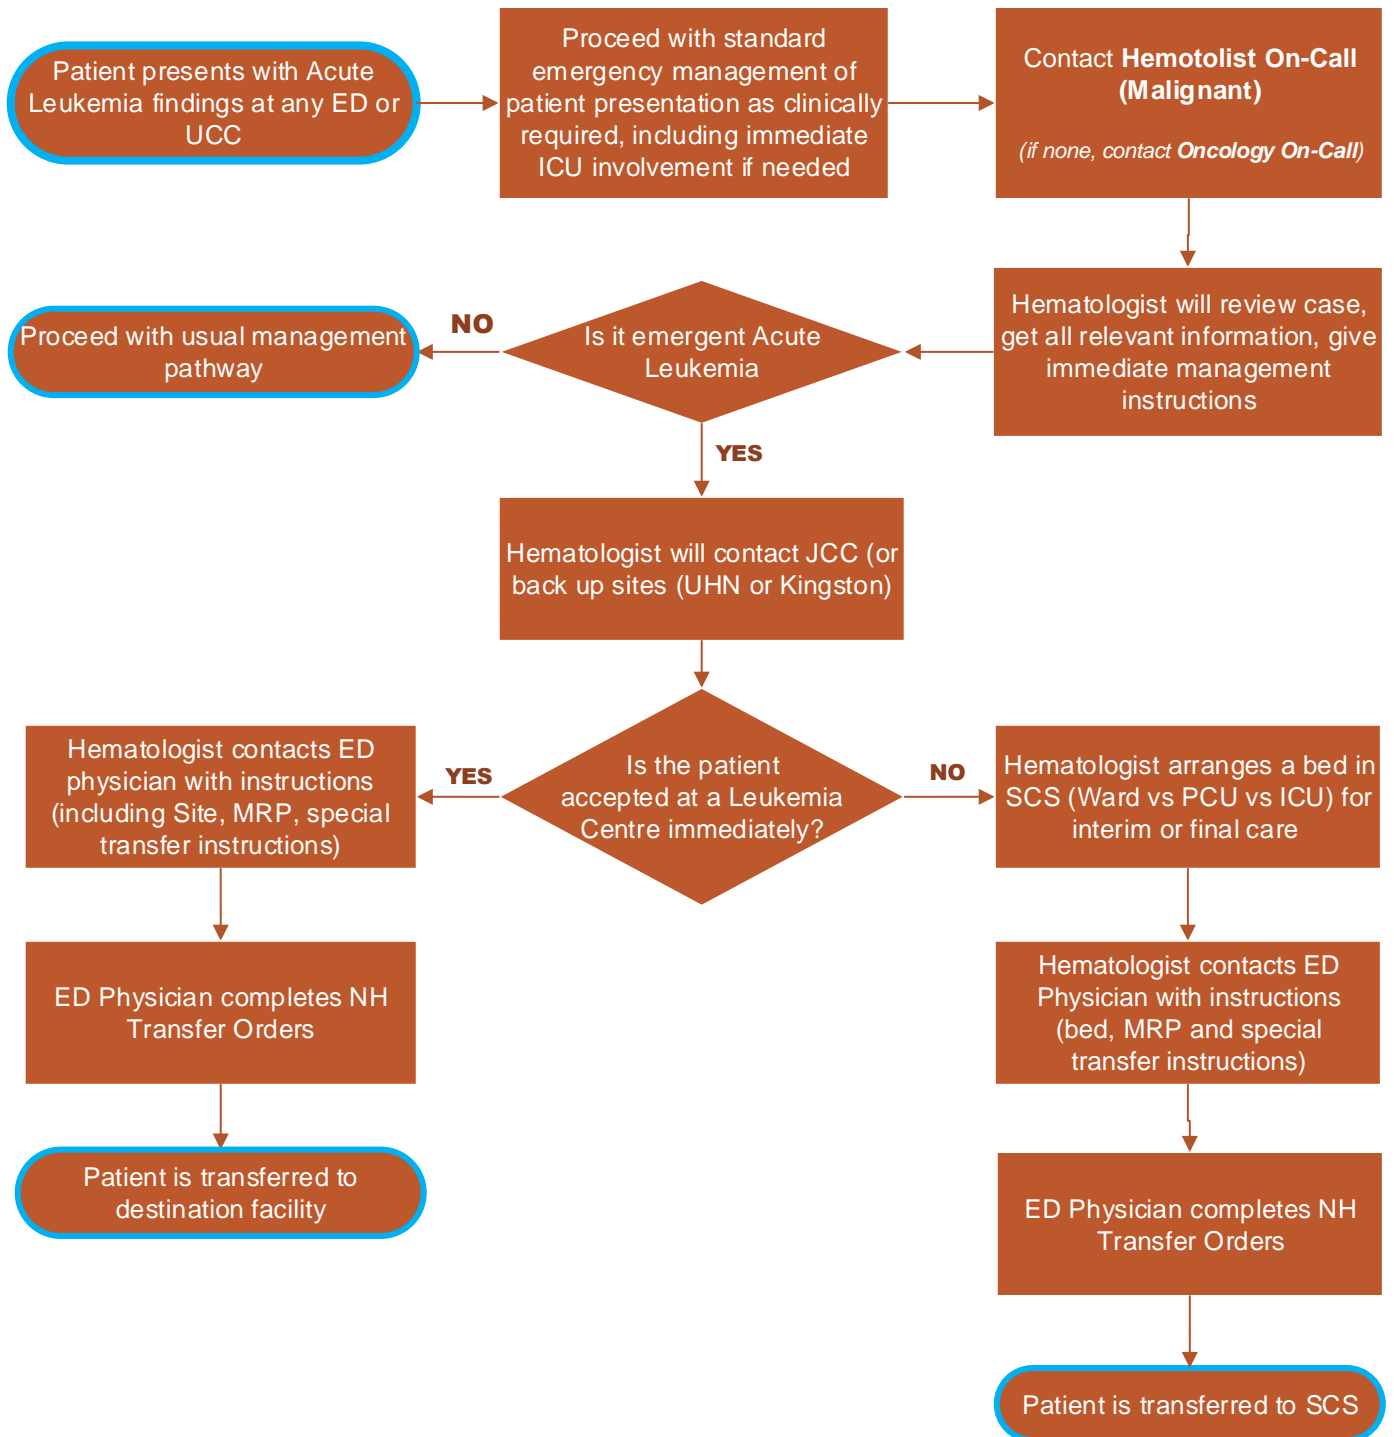 Patient presents with Acute
Leukemia findings at any ED or
UCC
Proceed with standard
emergency management of
patient presentation as clinically
required, including immediate
ICU involvement if needed
Contact Hemotolist On-Call
(Malignant)
(if none, contact Oncology On-Call)
Hematologist will review case,
get all relevant information, give
immediate management
instructions
Is it emergent Acute
Leukemia
NO
Proceed with usual management
pathway
YES
Hematologist will contact JCC (or
back up sites (UHN or Kingston)
Is the patient
accepted at a Leukemia
Centre immediately?
YES
Hematologist contacts ED
physician with instructions
(including Site, MRP, special
transfer instructions)
ED Physician completes NH
Transfer Orders
Patient is transferred to
destination facility
NO
Hematologist arranges a bed in
SCS (Ward vs PCU vs ICU) for
interim or final care
Hematologist contacts ED
Physician with instructions
(bed, MRP and special
transfer instructions)
ED Physician completes NH
Transfer Orders
Patient is transferred to SCS